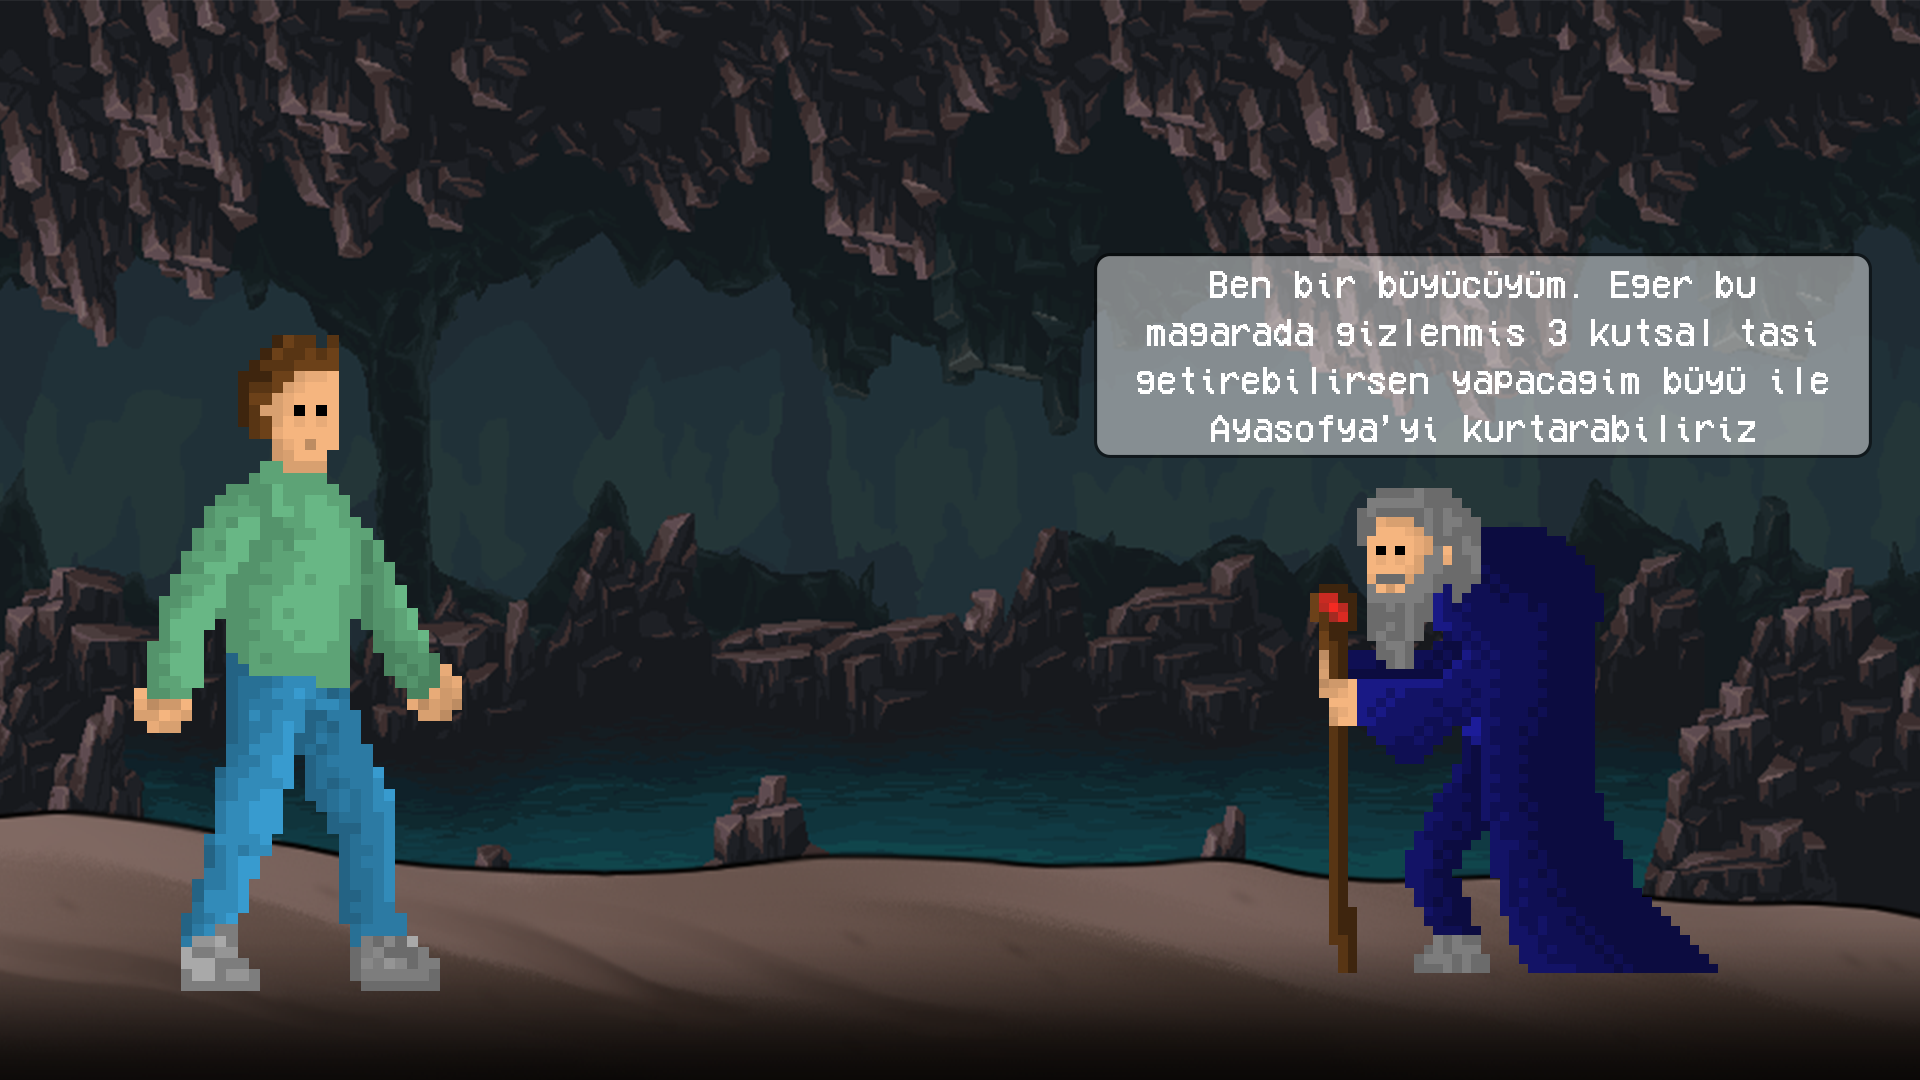 Ben bir büyücüyüm. Eger bu
magarada gizlenmis 3 kutsal tasi
getirebilirsen yapacagim büyü ile
Ayasofya'yi kurtarabiliriz